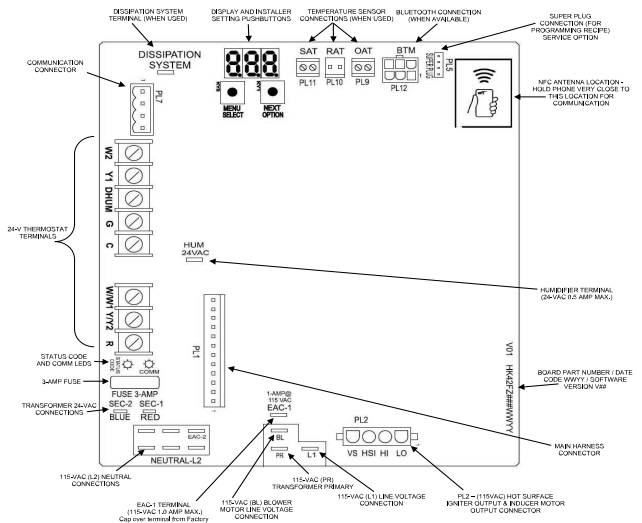 DISSIPATION SYSTEM
TERMINAL (WHEN USED)
DISPLAY AND INSTALLER
SETTING PUSHBUTTONS
TEMPERATURE SENSOR
CONNECTIONS (WHEN USED)
BLUETOOTH CONNECTION
(WHEN AVAILABLE)
SUPER PLUG
CONNECTION (FOR
PROGRAMMING RECIPE)
SERVICE OPTION
COMMUNICATION
CONNECTOR
DISSIPATION
SYSTEM
8.8.8.
SAT
RAT
OAT
BTM
PL11
PL10
PL9
PL12
SUPER PLUG
PL5
MENU
SELECT
NEXT
OPTION
PL7
NFC ANTENNA LOCATION -
HOLD PHONE VERY CLOSE TO
THIS LOCATION FOR
COMMUNICATION
24-V THERMOSTAT
TERMINALS
W2
Y1
DHUM
G
C
W/W1
Y/Y2
R
HUM
24VAC
HUMIDIFIER TERMINAL
(24-VAC 0.5 AMP MAX.)
PL1
STATUS CODE
AND COMM LEDS
STATUS
CODE
COMM
3-AMP FUSE
FUSE 3-AMP
TRANSFORMER 24-VAC
CONNECTIONS
SEC-2
SEC-1
BLUE
RED
EAC-2
NEUTRAL-L2
1-AMP@
115 VAC
EAC-1
BL
PR
L1
PL2
VS
HSI
HI
LO
V01 HK42FZ###WWYY
BOARD PART NUMBER / DATE
CODE WWYY / SOFTWARE
VERSION V##
MAIN HARNESS
CONNECTOR
115-VAC (L2) NEUTRAL
CONNECTIONS
EAC-1 TERMINAL
(115-VAC 1.0 AMP MAX.)
Cap over terminal from Factory
115-VAC (BL) BLOWER
MOTOR LINE VOLTAGE
CONNECTION
115-VAC (PR)
TRANSFORMER PRIMARY
115-VAC (L1) LINE VOLTAGE
CONNECTION
PL2 – (115VAC) HOT SURFACE
IGNITER OUTPUT & INDUCER MOTOR
OUTPUT CONNECTOR